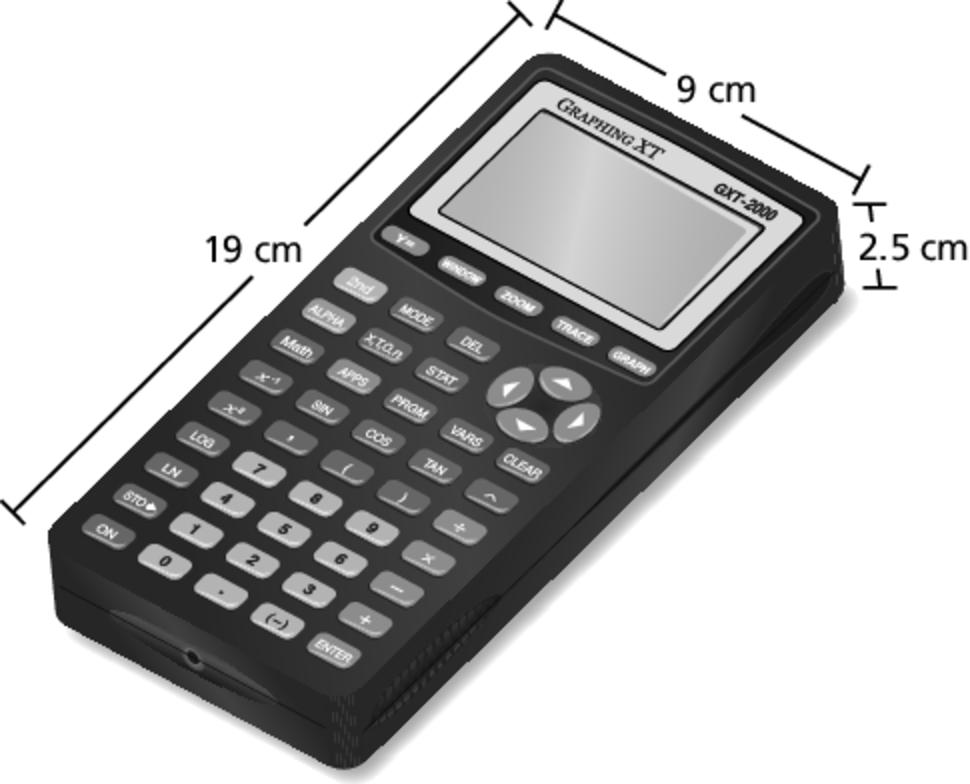 9 cm
GRAPHING XT
GXT-2000
19 cm
2.5 cm
Y=
WINDOW
ZOOM
TRACE
GRAPH
2nd
MODE
DEL
ALPHA
X,T,O,n
STAT
Math
APPS
PRGM
VARS
CLEAR
x⁻¹
SIN
COS
TAN
^
x²
,
(
)
÷
LOG
7
8
9
×
LN
4
5
6
−
STO▶
1
2
3
+
ON
0
.
(−)
ENTER